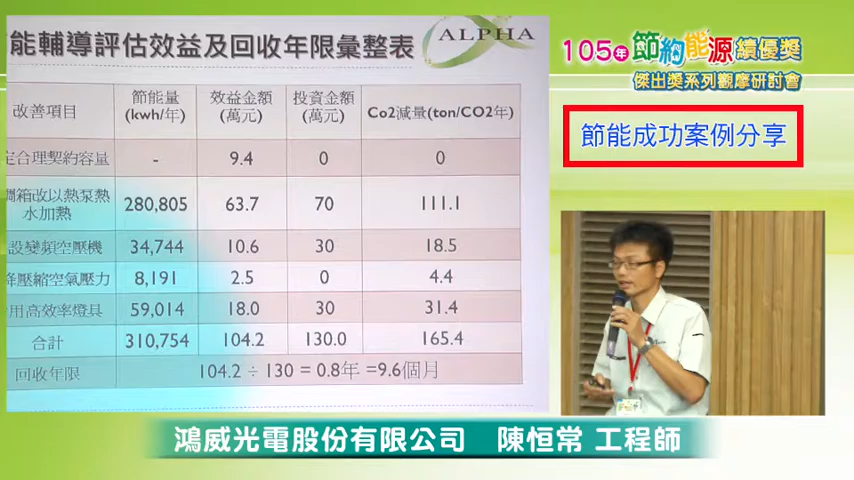 能輔導評估效益及回收年限彙整表
ALPHA
改善項目 節能量(kwh/年) 效益金額(萬元) 投資金額(萬元) Co2減量(ton/CO2年)
定合理契約容量 - 9.4 0 0
調箱改以熱泵熱水加熱 280,805 63.7 70 111.1
設變頻空壓機 34,744 10.6 30 18.5
降壓縮空氣壓力 8,191 2.5 0 4.4
用高效率燈具 59,014 18.0 30 31.4
合計 310,754 104.2 130.0 165.4
回收年限 104.2 ÷ 130 = 0.8年 =9.6個月
105年 節約能源績優獎
傑出獎系列觀摩研討會
節能成功案例分享
鴻威光電股份有限公司 陳恒常 工程師